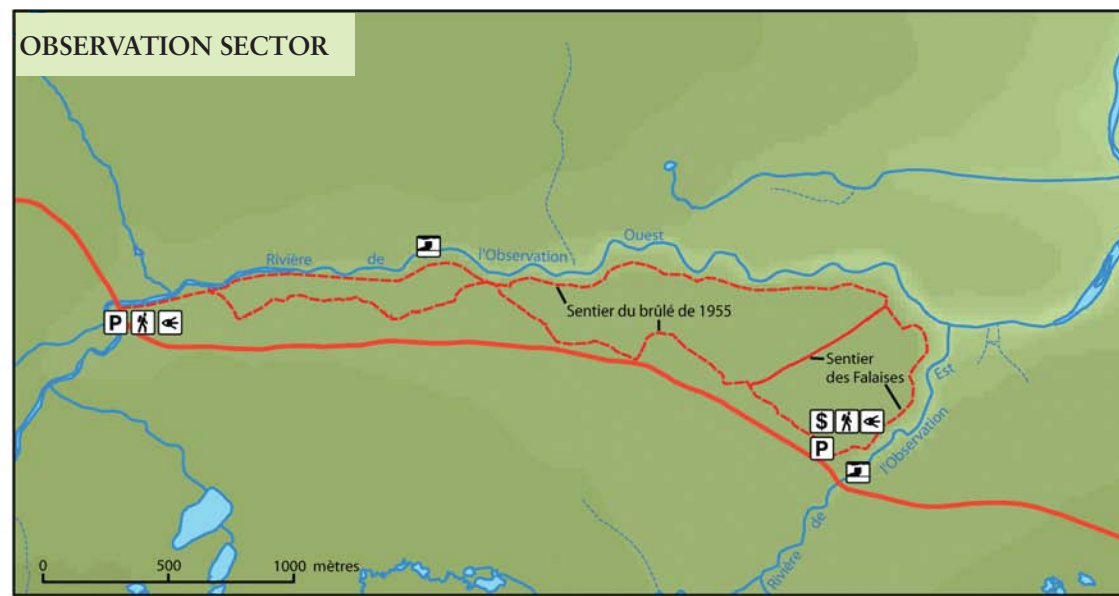 OBSERVATION SECTOR
Rivière de l'Observation Ouest
Sentier du brûlé de 1955
Sentier
des Falaises
Rivière de l'Observation Est
P
$
P
0 500 1000 mètres